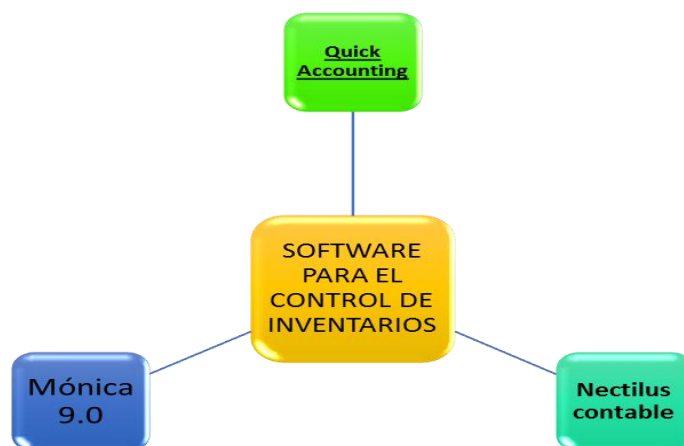 Quick
Accounting
SOFTWARE
PARA EL
CONTROL DE
INVENTARIOS
Mónica
9.0
Nectilus
contable